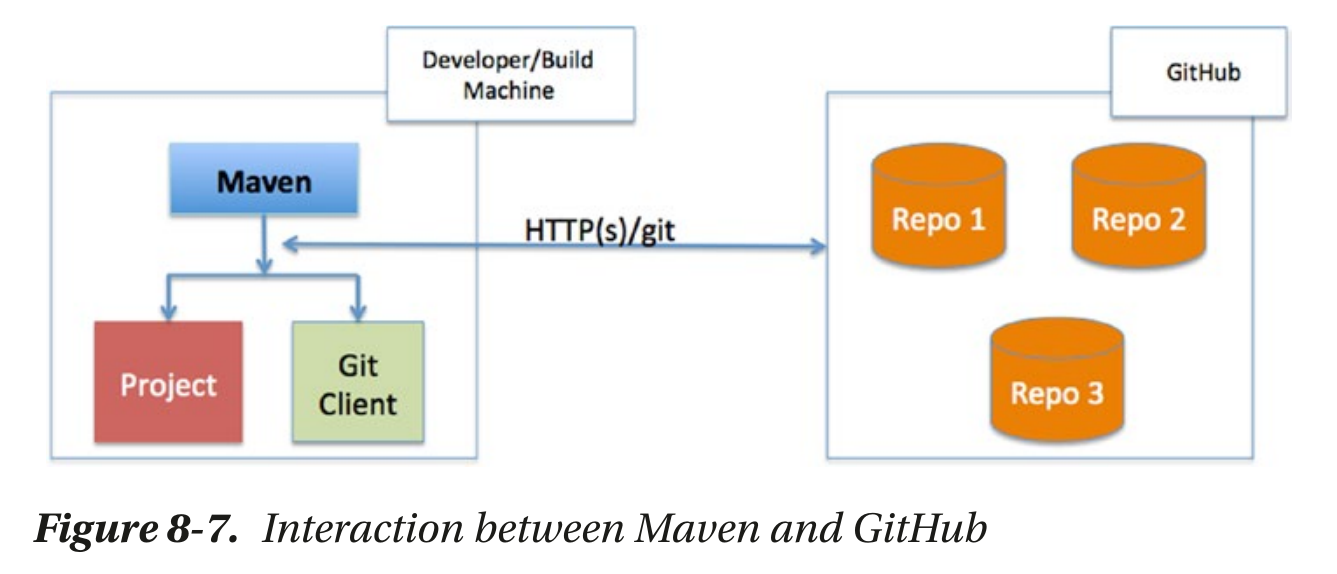 Developer/Build
Machine
GitHub
Maven
HTTP(s)/git
Repo 1
Repo 2
Project
Git
Client
Repo 3
Figure 8-7. Interaction between Maven and GitHub